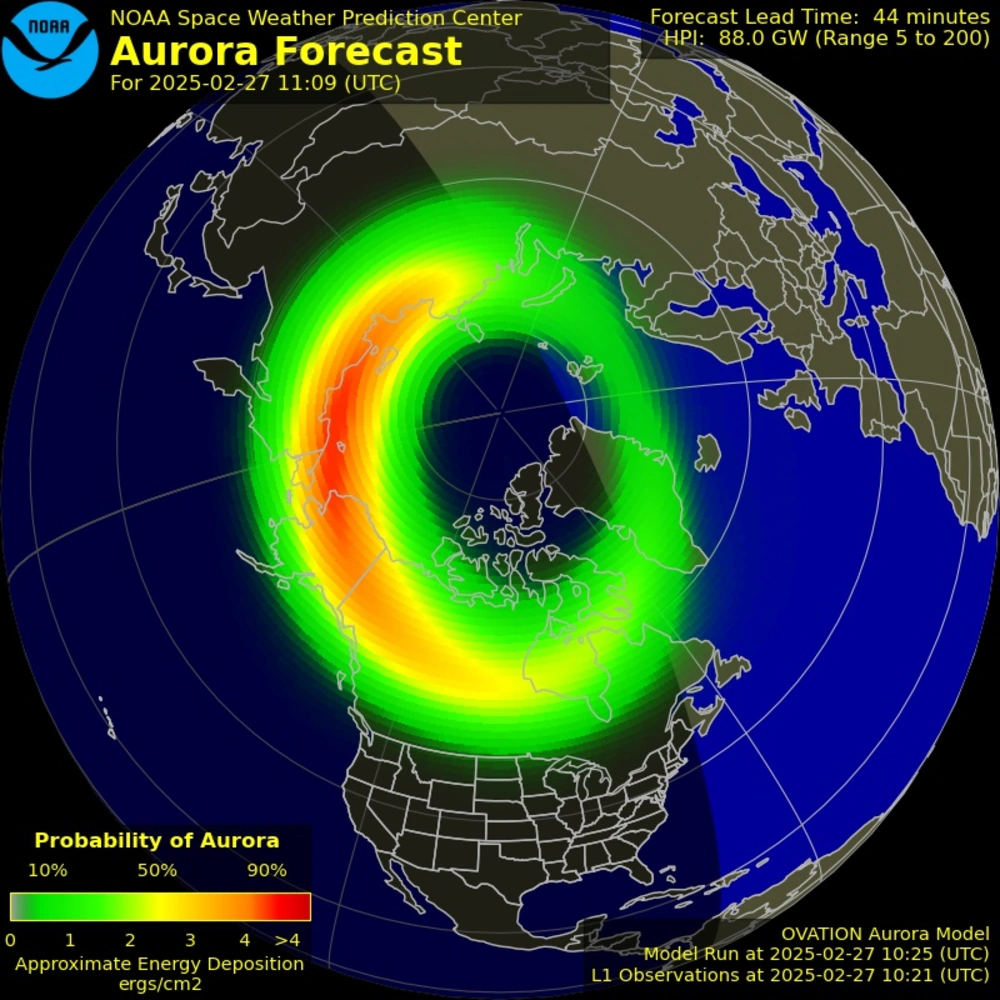 NOAA
NOAA Space Weather Prediction Center
Aurora Forecast
For 2025-02-27 11:09 (UTC)
Forecast Lead Time: 44 minutes
HPI: 88.0 GW (Range 5 to 200)
Probability of Aurora
10% 50% 90%
0 1 2 3 4 >4
Approximate Energy Deposition
ergs/cm2
OVATION Aurora Model
Model Run at 2025-02-27 10:25 (UTC)
L1 Observations at 2025-02-27 10:21 (UTC)